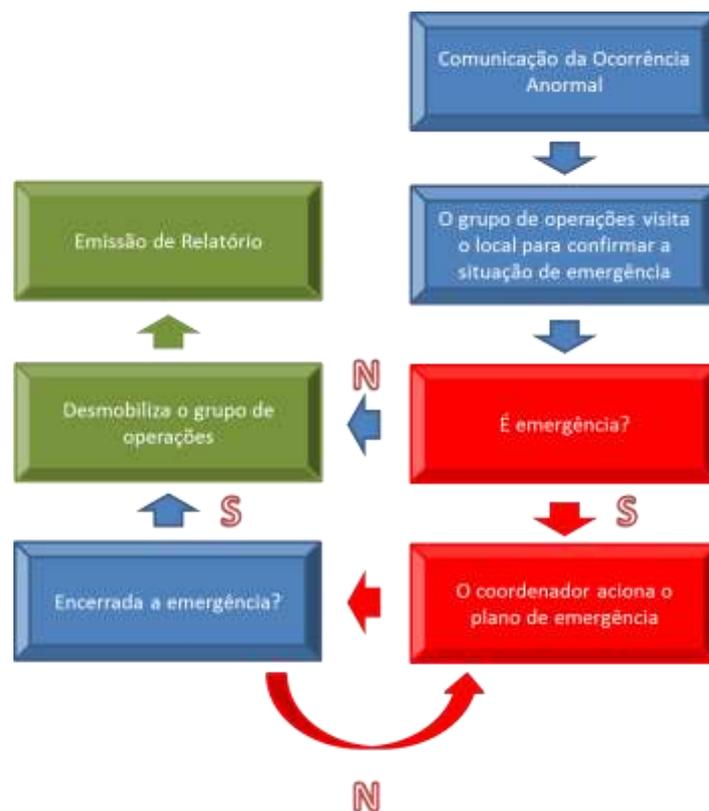 Comunicação da Ocorrência
Anormal
O grupo de operações visita
o local para confirmar a
situação de emergência
Emissão de Relatório
É emergência?
N
Desmobiliza o grupo de
operações
S
O coordenador aciona o
plano de emergência
Encerrada a emergência?
S
N